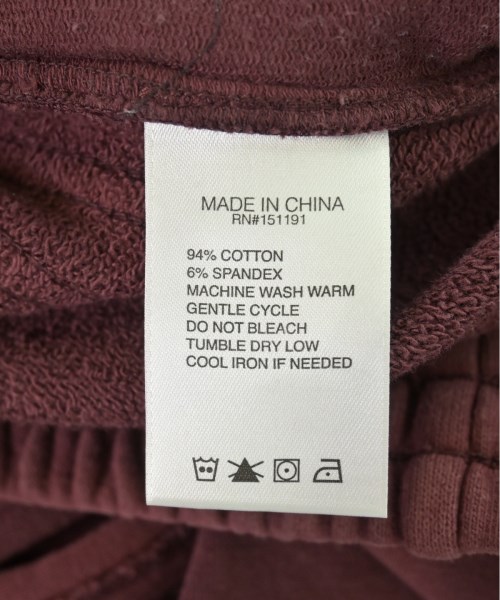 MADE IN CHINA
RN#151191
94% COTTON
6% SPANDEX
MACHINE WASH WARM
GENTLE CYCLE
DO NOT BLEACH
TUMBLE DRY LOW
COOL IRON IF NEEDED